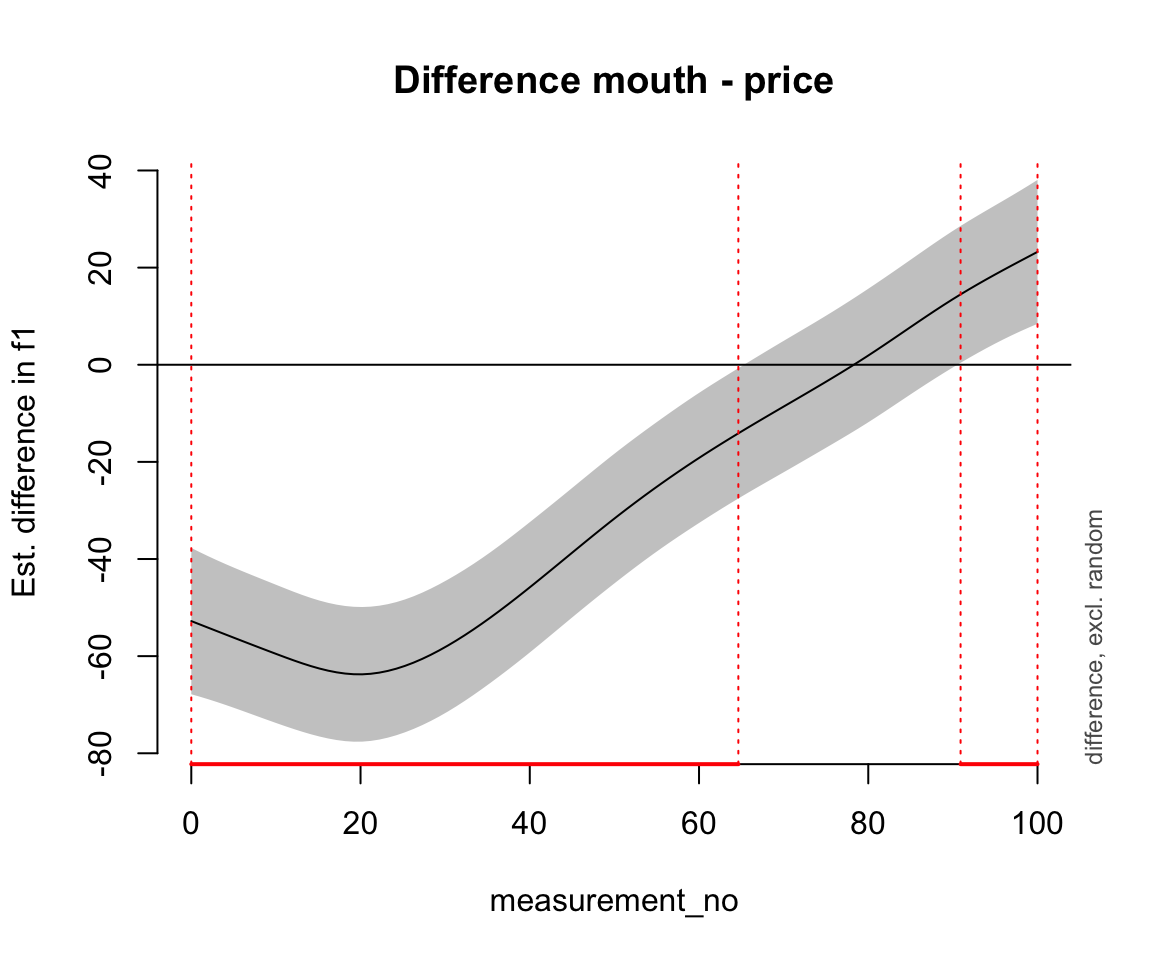 Difference mouth - price
Est. difference in f1
40
20
0
-20
-40
-60
-80
0 20 40 60 80 100
measurement_no
difference, excl. random